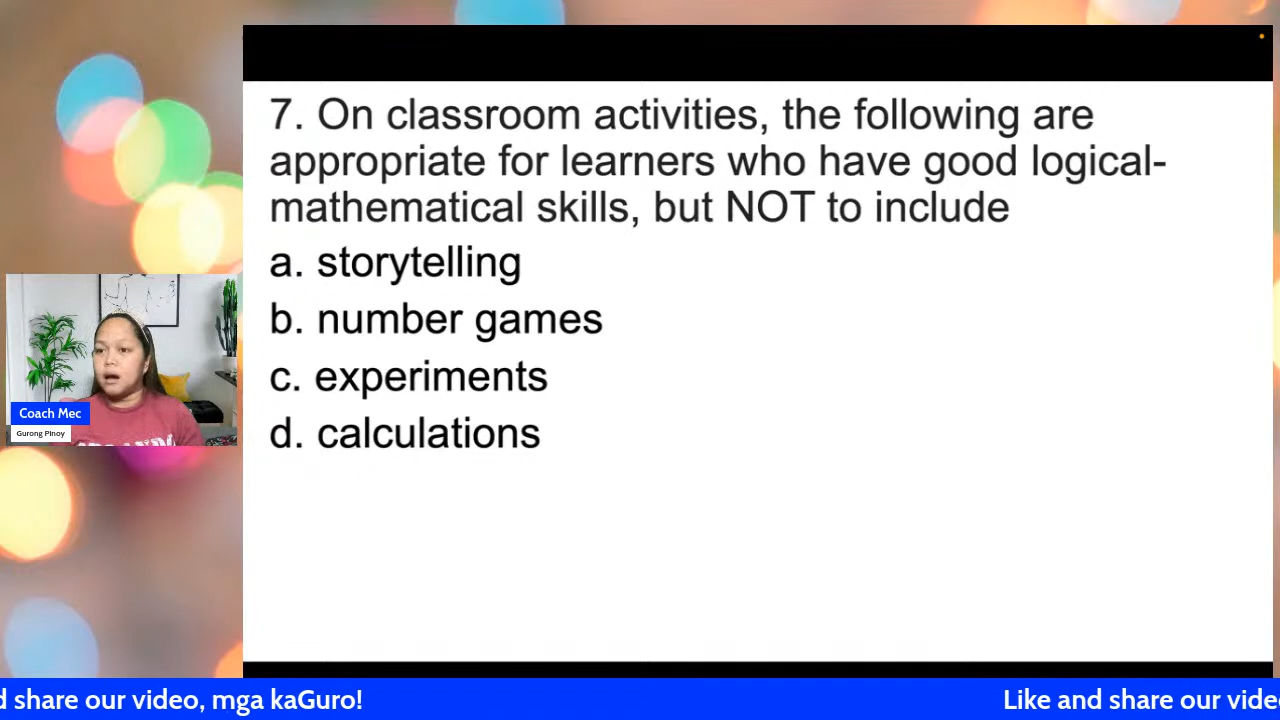 7. On classroom activities, the following are
appropriate for learners who have good logical-
mathematical skills, but NOT to include
a. storytelling
b. number games
c. experiments
d. calculations
Coach Mec
Gurong Pinoy
d share our video, mga kaGuro!
Like and share our vide